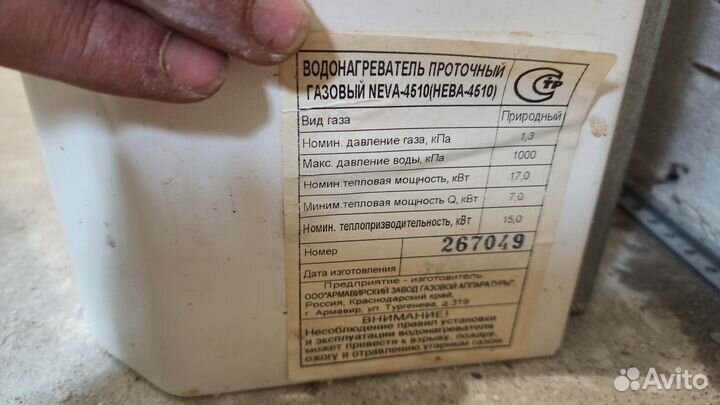 ВОДОНАГРЕВАТЕЛЬ ПРОТОЧНЫЙ
ГАЗОВЫЙ NEVA-4510(НЕВА-4510)
Вид газа Природный
Номин. давление газа, кПа 1,3
Макс. давление воды, кПа 1000
Номин.тепловая мощность, кВт 17,0
Миним.тепловая мощность Q, кВт 7,0
Номин. теплопризводительность, кВт 15,0
Номер 267049
Дата изготовления
Предприятие - изготовитель:
ООО"АРМАВИРСКИЙ ЗАВОД ГАЗОВОЙ АППАРАТУРЫ",
Россия, Краснодарский край,
г. Армавир, ул. Тургенева, д.319
ВНИМАНИЕ!
Несоблюдение правил установки
и эксплуатации водонагревателя
может привести к взрыву, пожару,
ожогу и отравлению угарным газом.
Avito